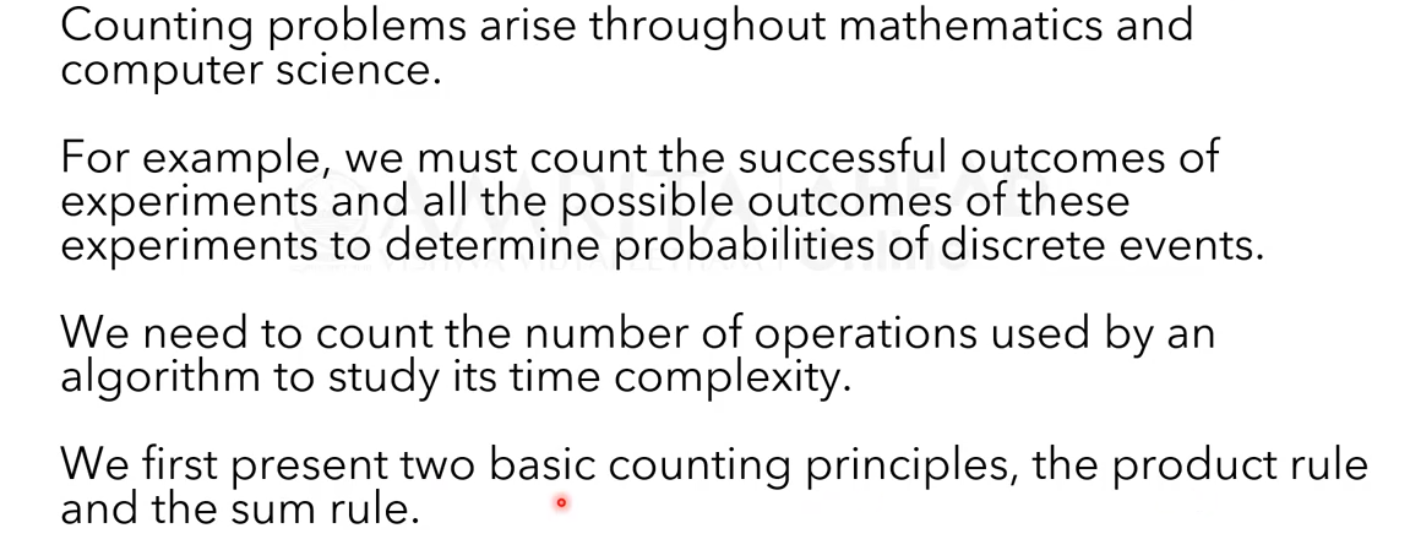 Counting problems arise throughout mathematics and
computer science.
For example, we must count the successful outcomes of
experiments and all the possible outcomes of these
experiments to determine probabilities of discrete events.
We need to count the number of operations used by an
algorithm to study its time complexity.
We first present two basic counting principles, the product rule
and the sum rule.